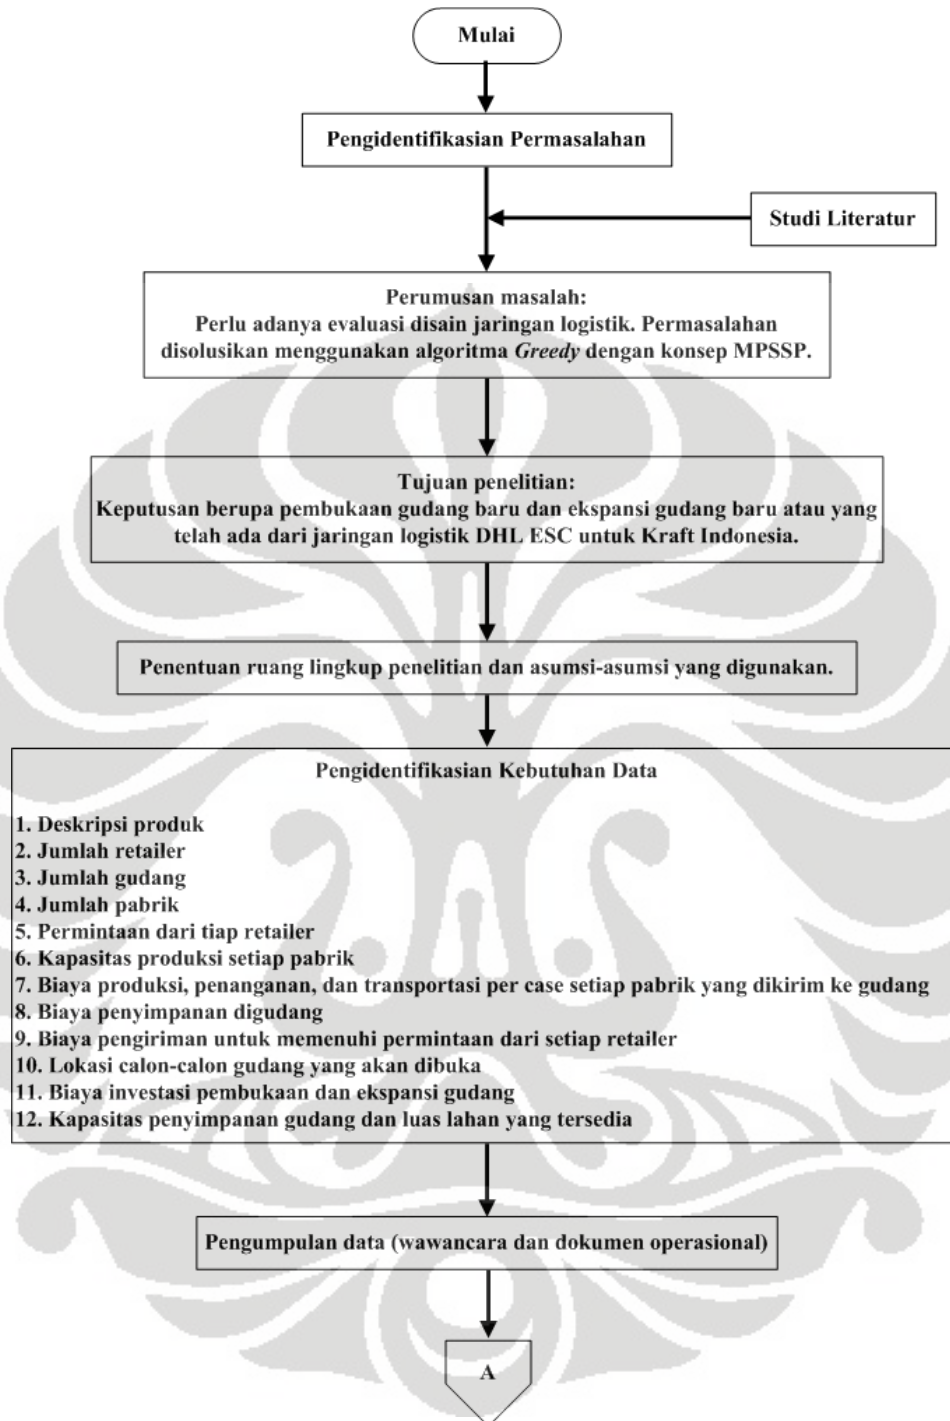 Mulai
Pengidentifikasian Permasalahan
Studi Literatur
Perumusan masalah:
Perlu adanya evaluasi disain jaringan logistik. Permasalahan
disolusikan menggunakan algoritma Greedy dengan konsep MPSSP.
Tujuan penelitian:
Keputusan berupa pembukaan gudang baru dan ekspansi gudang baru atau yang
telah ada dari jaringan logistik DHL ESC untuk Kraft Indonesia.
Penentuan ruang lingkup penelitian dan asumsi-asumsi yang digunakan.
Pengidentifikasian Kebutuhan Data
1. Deskripsi produk
2. Jumlah retailer
3. Jumlah gudang
4. Jumlah pabrik
5. Permintaan dari tiap retailer
6. Kapasitas produksi setiap pabrik
7. Biaya produksi, penanganan, dan transportasi per case setiap pabrik yang dikirim ke gudang
8. Biaya penyimpanan digudang
9. Biaya pengiriman untuk memenuhi permintaan dari setiap retailer
10. Lokasi calon-calon gudang yang akan dibuka
11. Biaya investasi pembukaan dan ekspansi gudang
12. Kapasitas penyimpanan gudang dan luas lahan yang tersedia
Pengumpulan data (wawancara dan dokumen operasional)
A